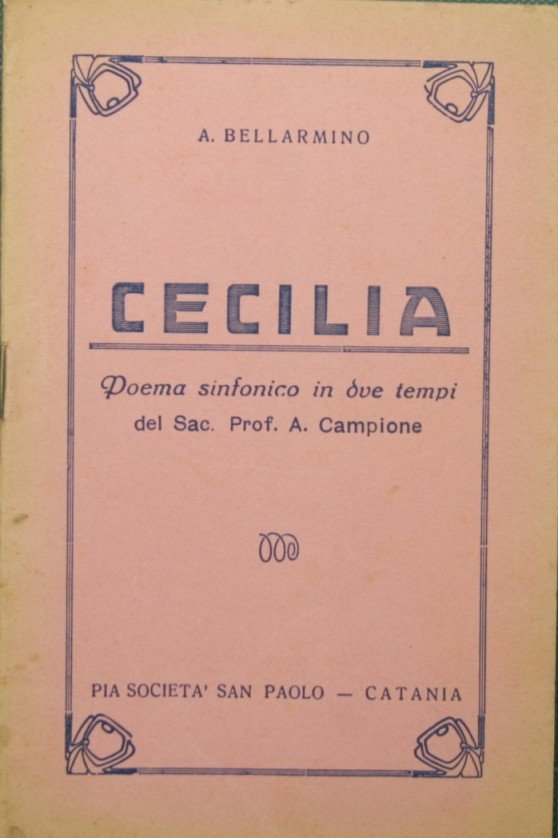 A. BELLARMINO
CECILIA
Poema sinfonico in due tempi
del Sac. Prof. A. Campione
PIA SOCIETA' SAN PAOLO — CATANIA